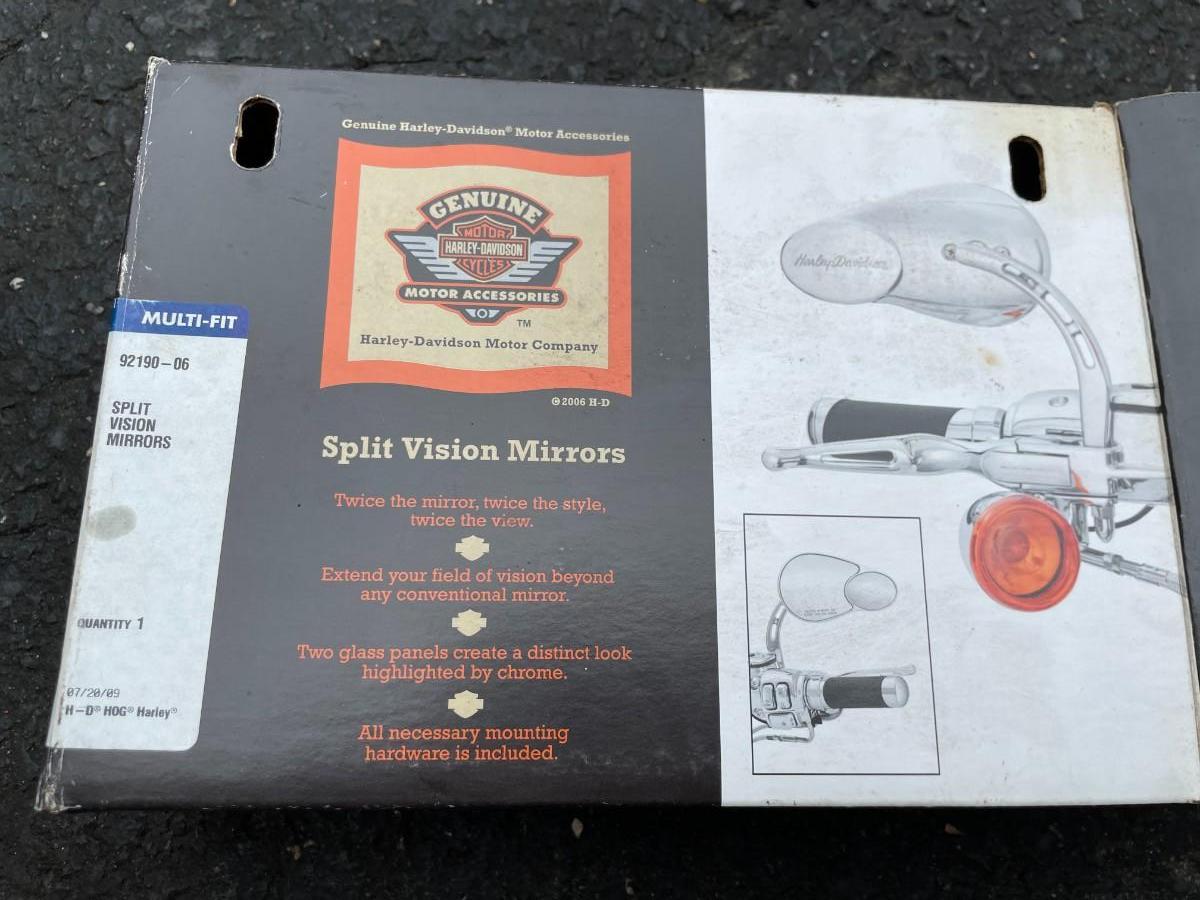 Genuine Harley-Davidson® Motor Accessories
GENUINE
MOTOR
HARLEY-DAVIDSON
CYCLES
MOTOR ACCESSORIES
TM
Harley-Davidson Motor Company
© 2006 H-D
MULTI-FIT
92190-06
SPLIT
VISION
MIRRORS
QUANTITY 1
07/20/09
H-D® HOG® Harley®
Split Vision Mirrors
Twice the mirror, twice the style,
twice the view.
Extend your field of vision beyond
any conventional mirror.
Two glass panels create a distinct look
highlighted by chrome.
All necessary mounting
hardware is included.
Harley-Davidson